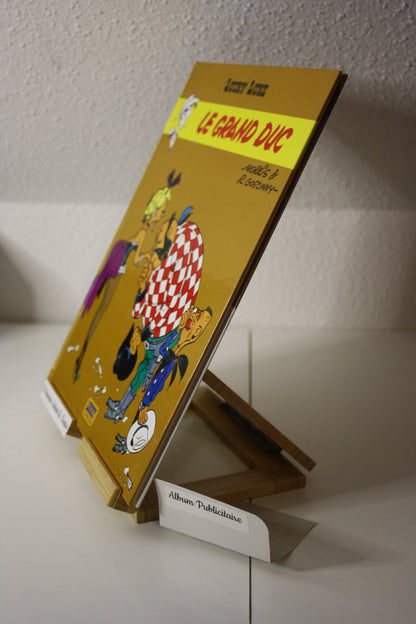 LUCKY LUKE
LE GRAND DUC
MORRIS &
R. GOSCINNY
Album Publicitaire